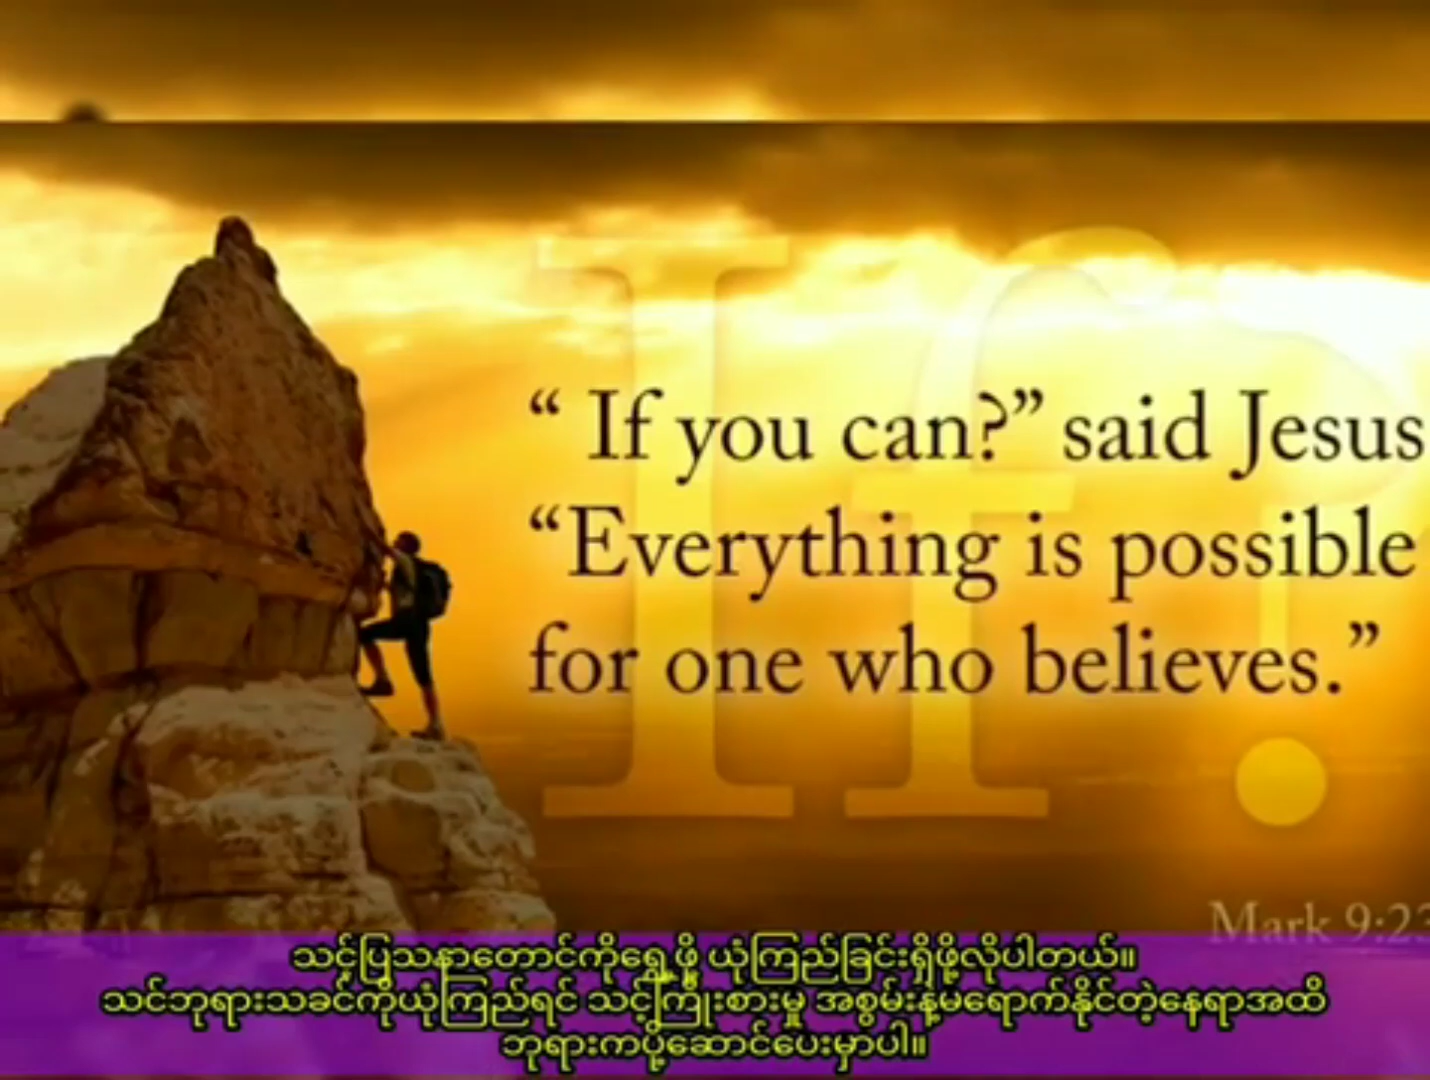 “ If you can?” said Jesus
“Everything is possible
for one who believes.”
Mark 9:23
သင့်ပြဿနာတောင်ကိုရွှေ့ဖို့ ယုံကြည်ခြင်းရှိဖို့လိုပါတယ်။
သင်ဘုရားသခင်ကိုယုံကြည်ရင် သင့်ကြိုးစားမှု အစွမ်းနဲ့မရောက်နိုင်တဲ့နေရာအထိ
ဘုရားကပို့ဆောင်ပေးမှာပါ။
If?